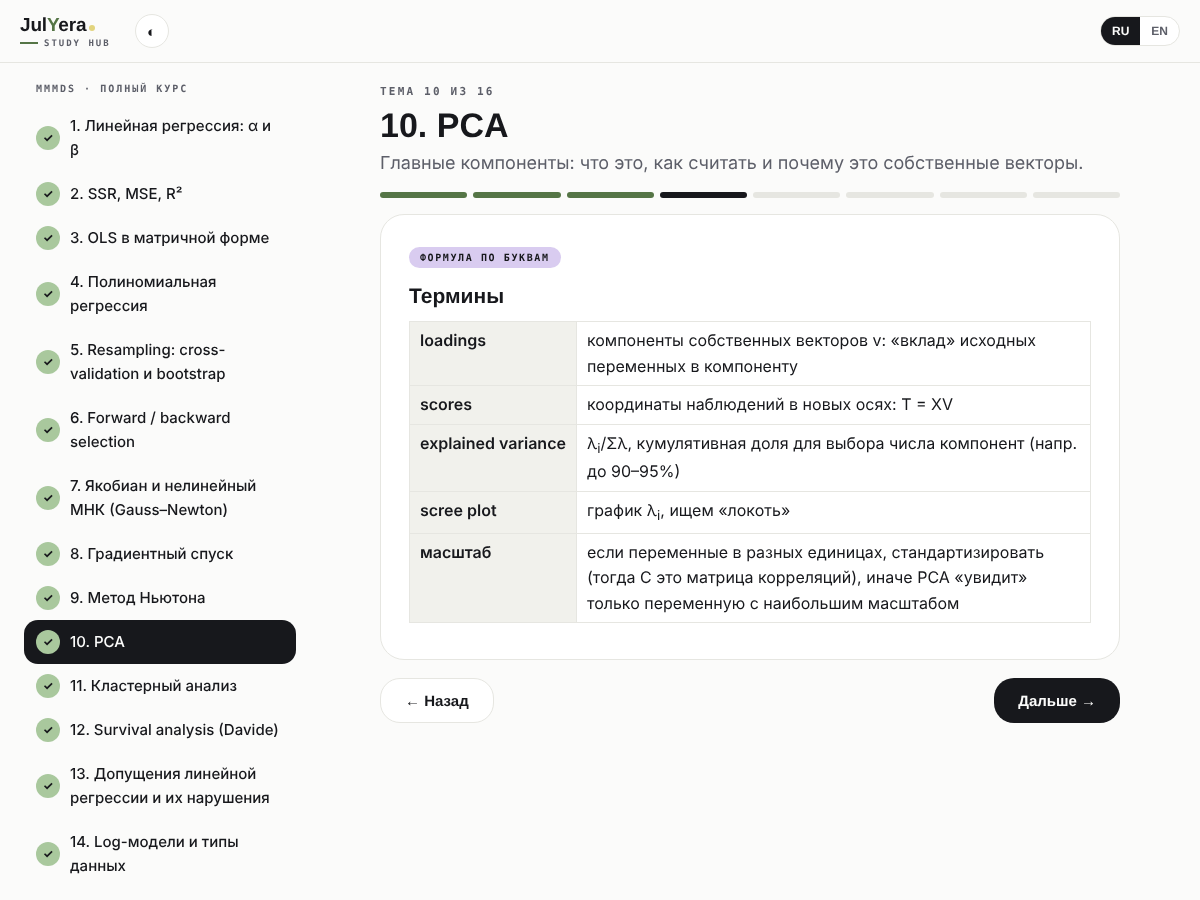 JulYera.
STUDY HUB
RU EN
MMMDS · ПОЛНЫЙ КУРС
1. Линейная регрессия: α и
β
2. SSR, MSE, R²
3. OLS в матричной форме
4. Полиномиальная
регрессия
5. Resampling: cross-
validation и bootstrap
6. Forward / backward
selection
7. Якобиан и нелинейный
МНК (Gauss–Newton)
8. Градиентный спуск
9. Метод Ньютона
10. PCA
11. Кластерный анализ
12. Survival analysis (Davide)
13. Допущения линейной
регрессии и их нарушения
14. Log-модели и типы
данных
ТЕМА 10 ИЗ 16
10. PCA
Главные компоненты: что это, как считать и почему это собственные векторы.
ФОРМУЛА ПО БУКВАМ
Термины
loadings
компоненты собственных векторов v: «вклад» исходных
переменных в компоненту
scores
координаты наблюдений в новых осях: T = XV
explained variance
λᵢ/Σλ, кумулятивная доля для выбора числа компонент (напр.
до 90–95%)
scree plot
график λᵢ, ищем «локоть»
масштаб
если переменные в разных единицах, стандартизировать
(тогда C это матрица корреляций), иначе PCA «увидит»
только переменную с наибольшим масштабом
← Назад
Дальше →